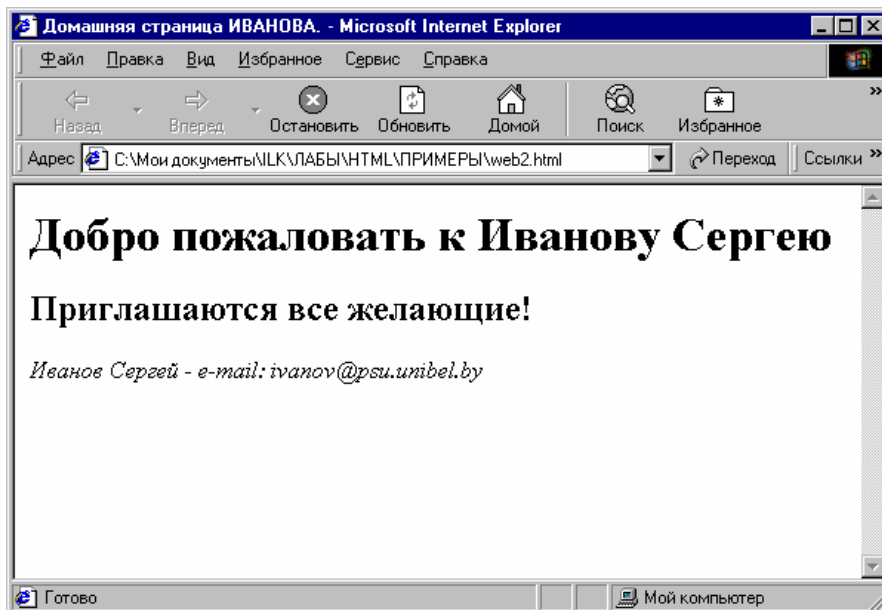 Домашняя страница ИВАНОВА. - Microsoft Internet Explorer
Файл Правка Вид Избранное Сервис Справка
Назад Вперед Остановить Обновить Домой Поиск Избранное »
Адрес C:\Мои документы\ILK\ЛАБЫ\HTML\ПРИМЕРЫ\web2.html Переход Ссылки »
Добро пожаловать к Иванову Сергею
Приглашаются все желающие!
Иванов Сергей - e-mail: ivanov@psu.unibel.by
Готово Мой компьютер